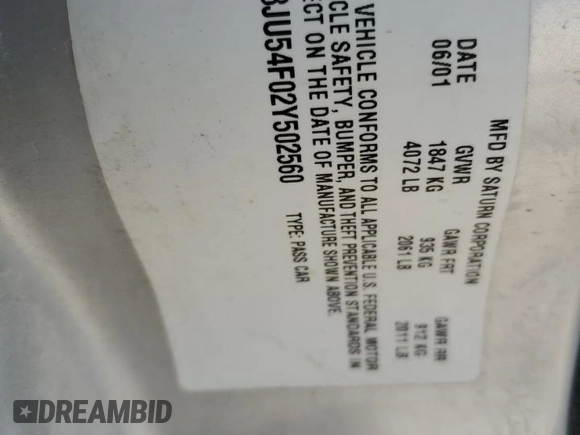 MFD BY SATURN CORPORATION
DATE GVWR GAWR FRT GAWR RR
06/01 1847 KG 935 KG 912 KG
4072 LB 2061 LB 2011 LB
VEHICLE CONFORMS TO ALL APPLICABLE U.S. FEDERAL MOTOR
CLE SAFETY, BUMPER, AND THEFT PREVENTION STANDARDS IN
ECT ON THE DATE OF MANUFACTURE SHOWN ABOVE.
8JU54F02Y502560 TYPE: PASS CAR
DREAMBID